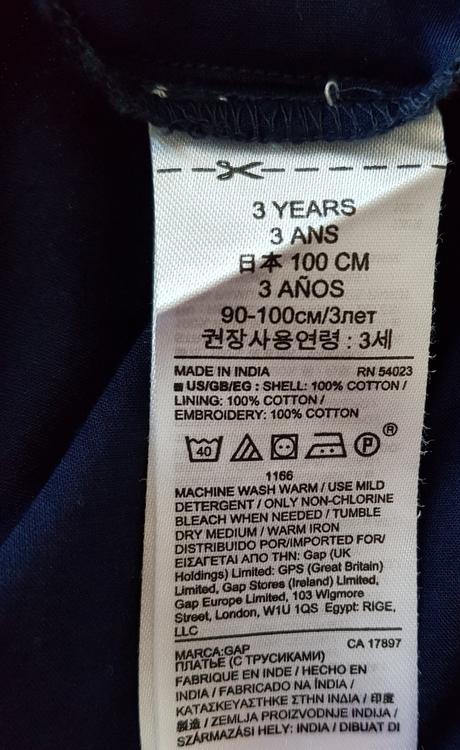 3 YEARS
3 ANS
日本 100 CM
3 AÑOS
90-100см/3лет
권장사용연령 : 3세
MADE IN INDIA RN 54023
■ US/GB/EG : SHELL: 100% COTTON /
LINING: 100% COTTON /
EMBROIDERY: 100% COTTON
40 P ®
1166
MACHINE WASH WARM / USE MILD
DETERGENT / ONLY NON-CHLORINE
BLEACH WHEN NEEDED / TUMBLE
DRY MEDIUM / WARM IRON
DISTRIBUIDO POR/IMPORTED FOR/
ΕΙΣΑΓΕΤΑΙ ΑΠΟ ΤΗΝ: Gap (UK
Holdings) Limited: GPS (Great Britain)
Limited, Gap Stores (Ireland) Limited,
Gap Europe Limited, 103 Wigmore
Street, London, W1U 1QS Egypt: RIGE,
LLC
MARCA:GAP CA 17897
ПЛАТЬЕ (С ТРУСИКАМИ)
FABRIQUE EN INDE / HECHO EN
INDIA / FABRICADO NA ÍNDIA /
ΚΑΤΑΣΚΕΥΑΣΤΗΚΕ ΣΤΗΝ ΙΝΔΙΑ / 印度
製造 / ZEMLJA PROIZVODNJE INDIJA /
SZÁRMAZÁSI HELY: INDIA / DIBUAT DI